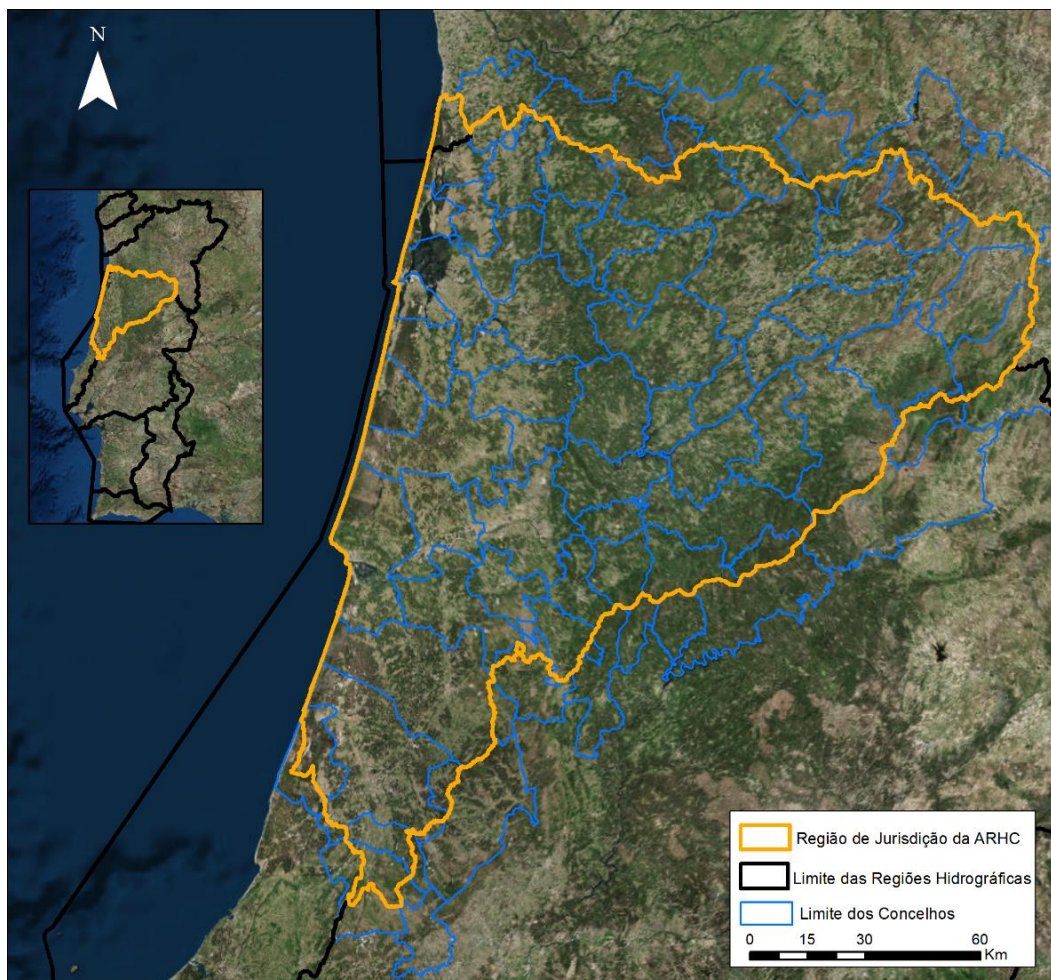 N
Região de Jurisdição da ARHC
Limite das Regiões Hidrográficas
Limite dos Concelhos
0 15 30 60
Km